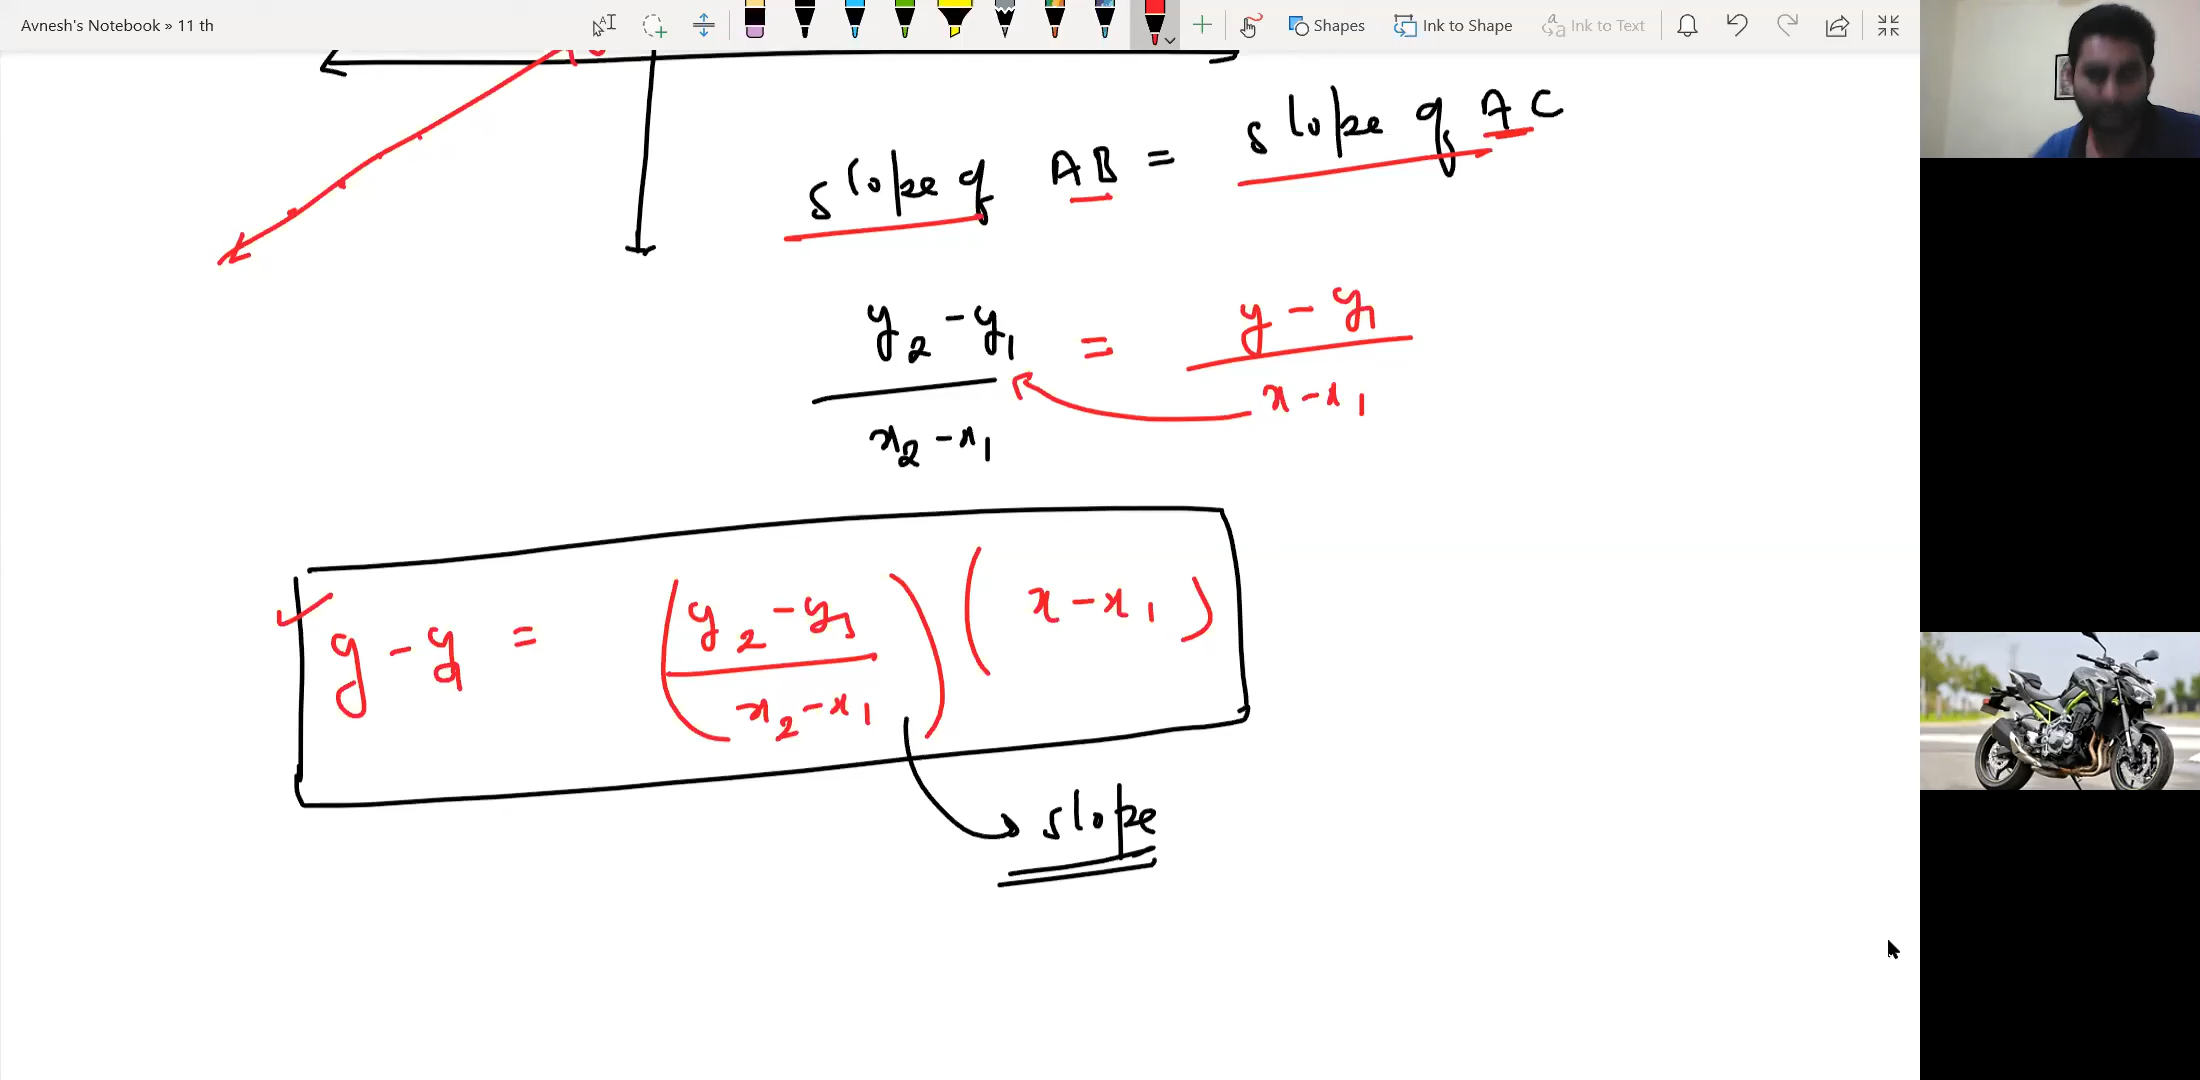 Avnesh's Notebook » 11 th
Shapes
Ink to Shape
Ink to Text
slope of AB = slope of AC
y₂ - y₁ = y - y₁
x₂ - x₁ x - x₁
y - y₁ = (y₂ - y₁ / x₂ - x₁) (x - x₁)
slope